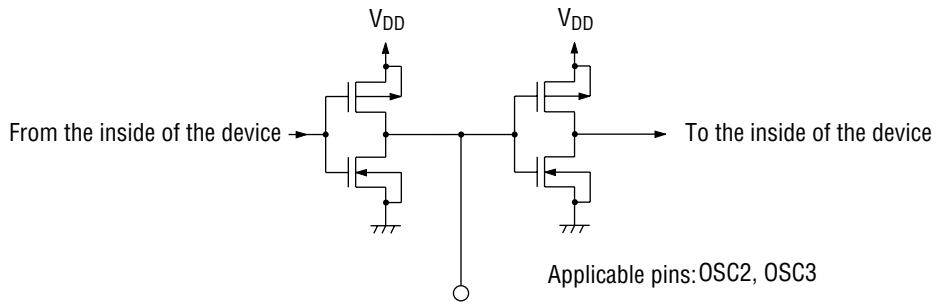 VDD
VDD
From the inside of the device
To the inside of the device
Applicable pins: OSC2, OSC3